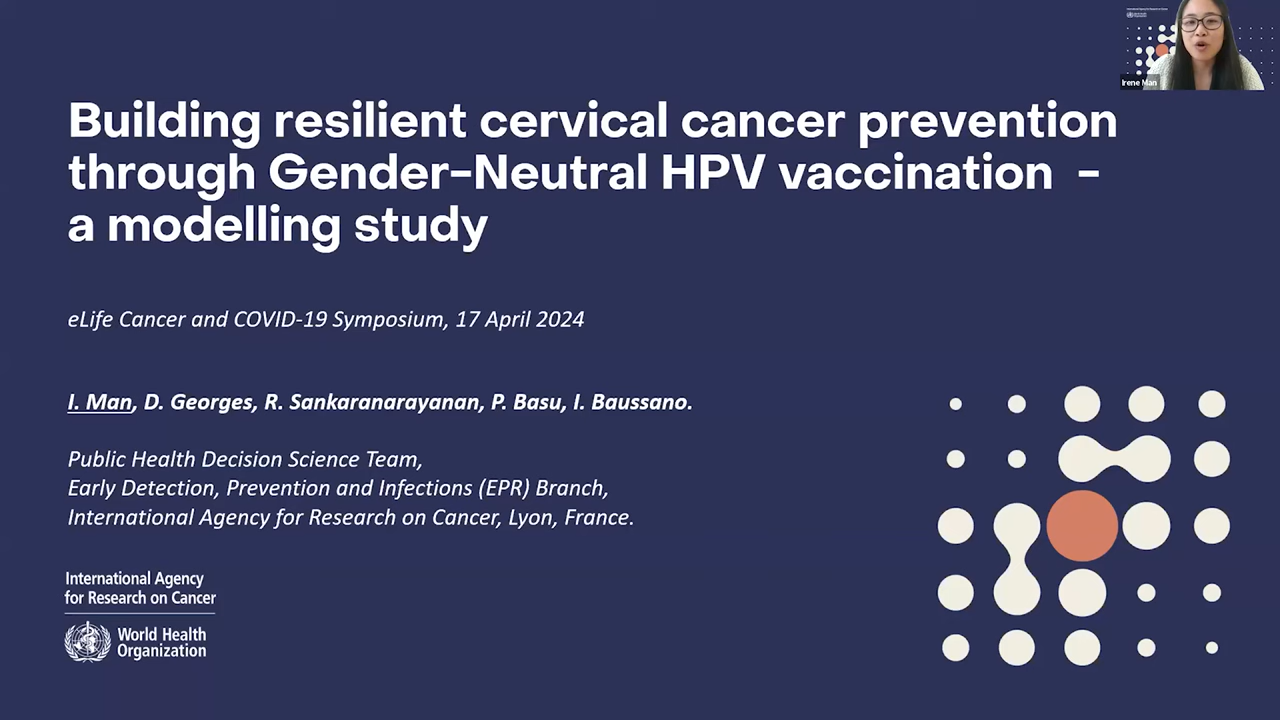 Building resilient cervical cancer prevention
through Gender-Neutral HPV vaccination -
a modelling study
eLife Cancer and COVID-19 Symposium, 17 April 2024
I. Man, D. Georges, R. Sankaranarayanan, P. Basu, I. Baussano.
Public Health Decision Science Team,
Early Detection, Prevention and Infections (EPR) Branch,
International Agency for Research on Cancer, Lyon, France.
International Agency
for Research on Cancer
World Health
Organization
Irene Man